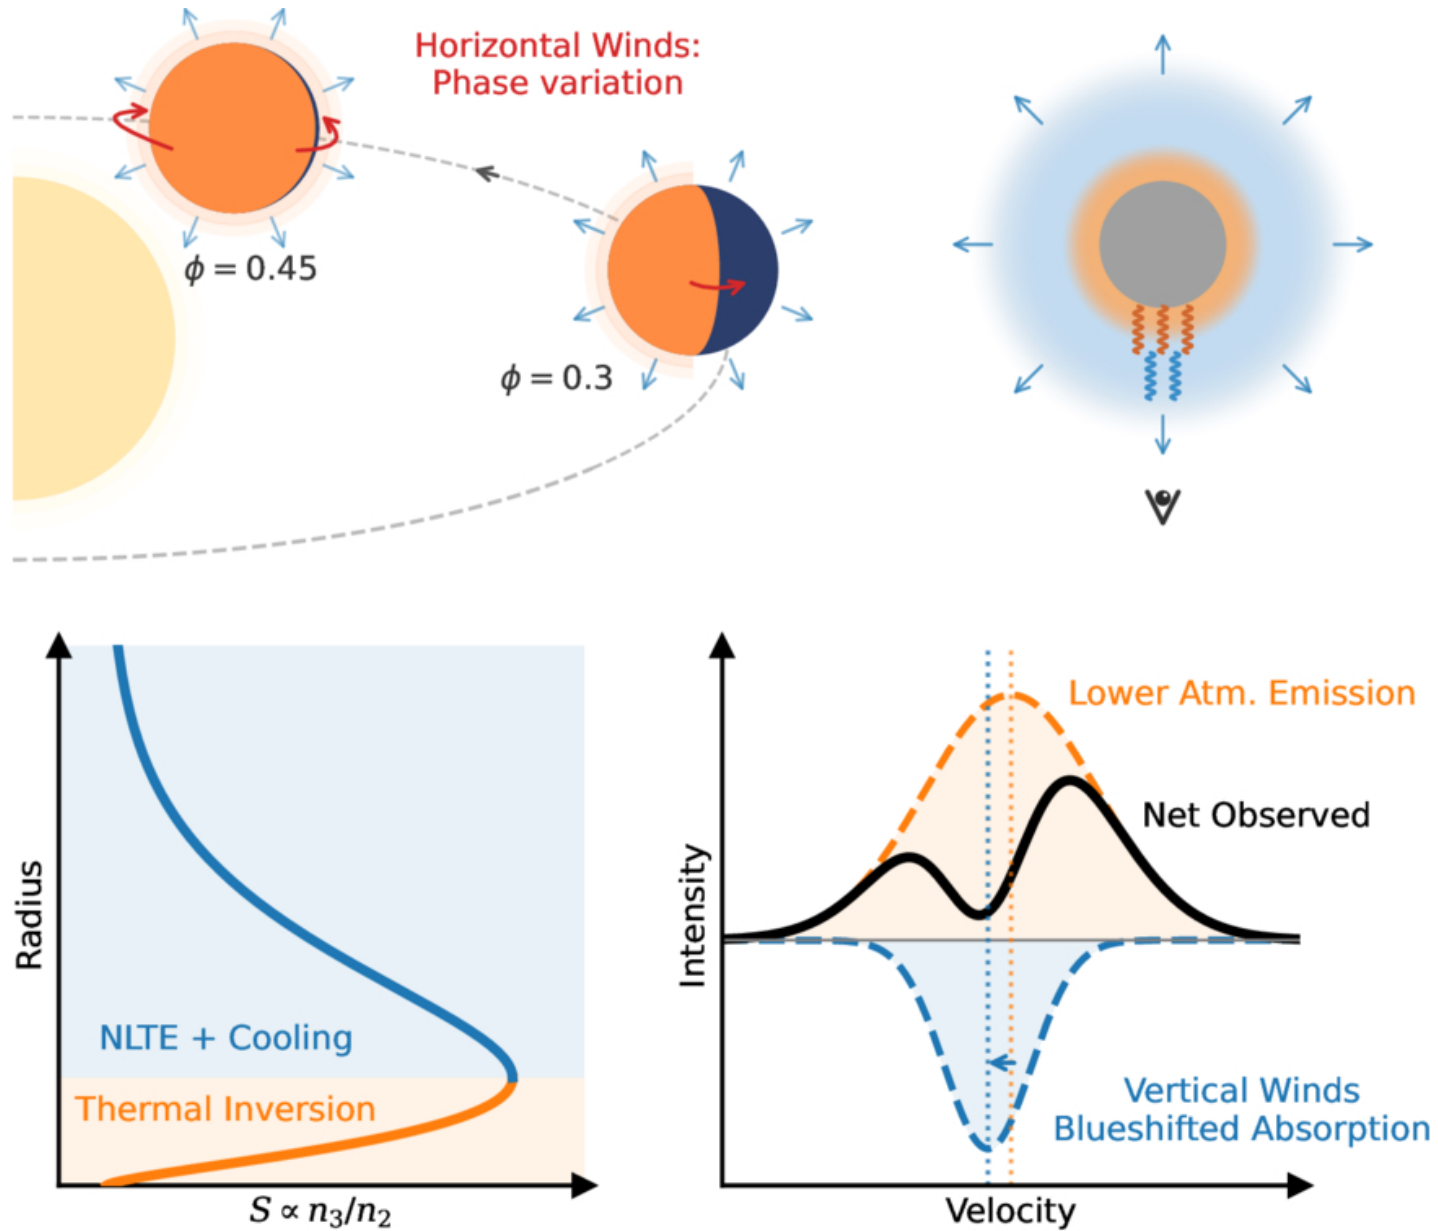 Horizontal Winds:
Phase variation
ϕ = 0.45
ϕ = 0.3
Radius
NLTE + Cooling
Thermal Inversion
S ∝ n₃/n₂
Intensity
Lower Atm. Emission
Net Observed
Vertical Winds
Blueshifted Absorption
Velocity